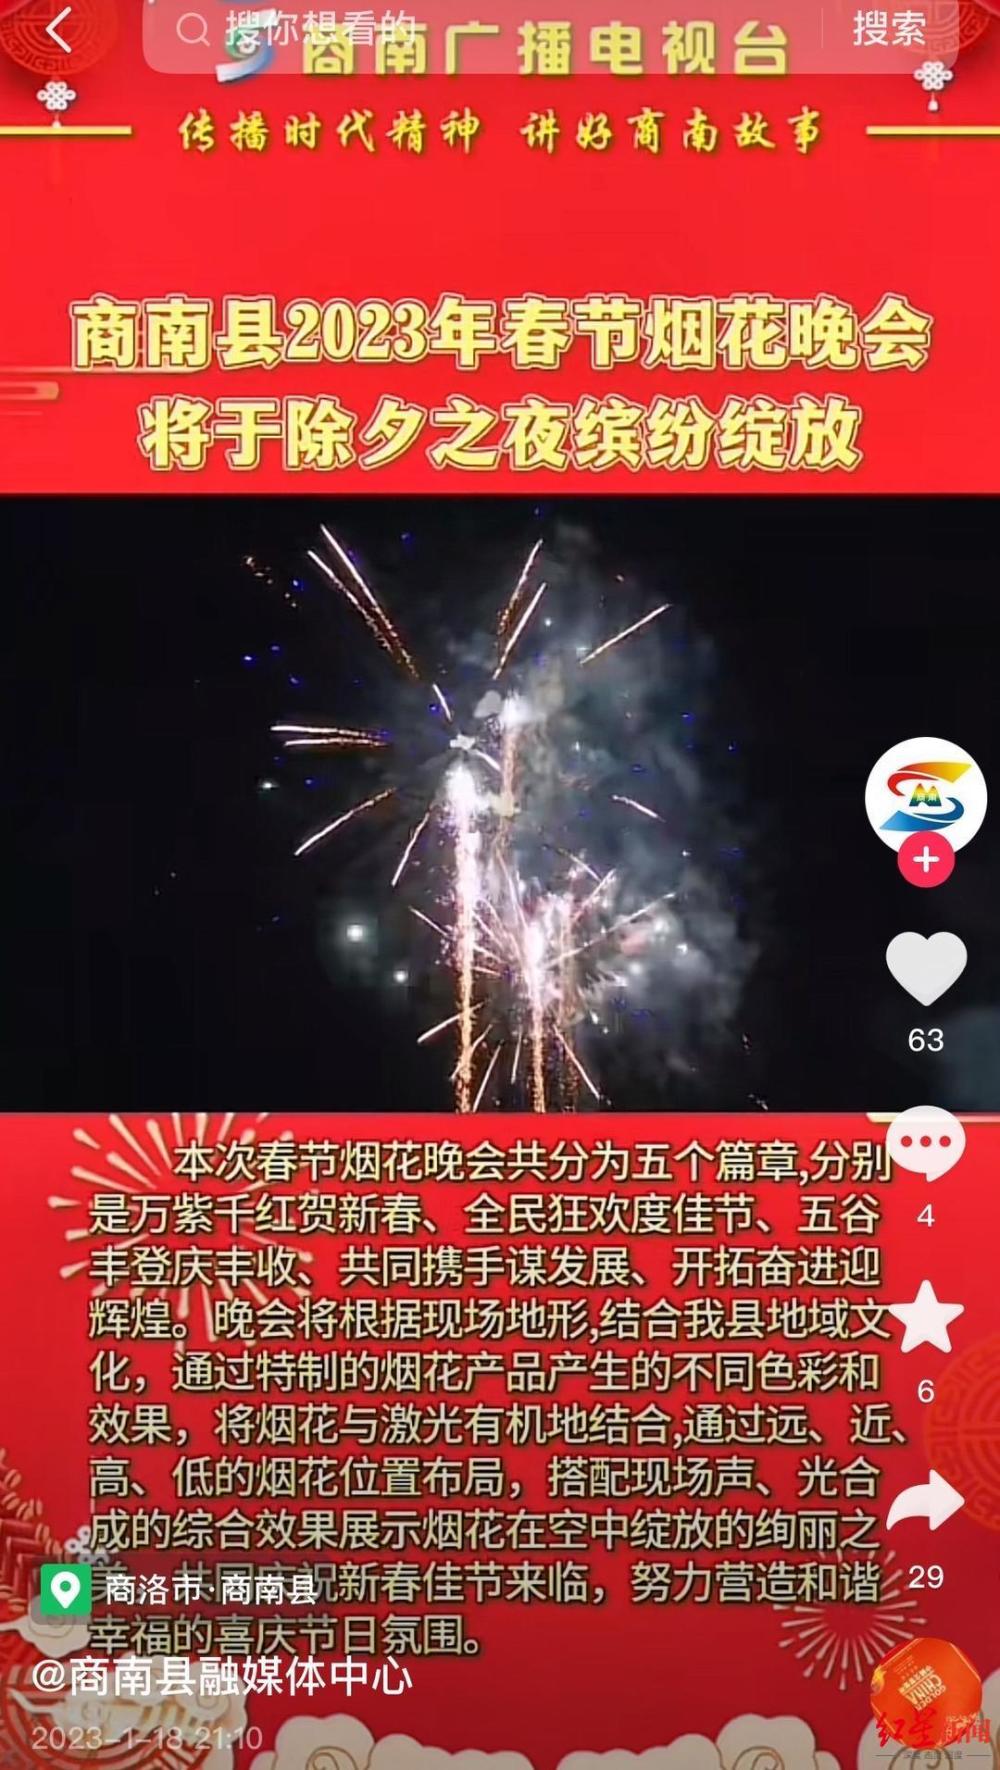 搜你想看的
搜索
商南广播电视台
传播时代精神 讲好商南故事
商南县2023年春节烟花晚会
将于除夕之夜缤纷绽放
本次春节烟花晚会共分为五个篇章,分别
是万紫千红贺新春、全民狂欢度佳节、五谷
丰登庆丰收、共同携手谋发展、开拓奋进迎
辉煌。晚会将根据现场地形,结合我县地域文
化，通过特制的烟花产品产生的不同色彩和
效果，将烟花与激光有机地结合,通过远、近、
高、低的烟花位置布局，搭配现场声、光合
成的综合效果展示烟花在空中绽放的绚丽之
新春佳节来临，努力营造和谐
幸福的喜庆节日氛围。
63
4
6
29
商洛市·商南县
@商南县融媒体中心
2023-1-18 21:10
红星新闻